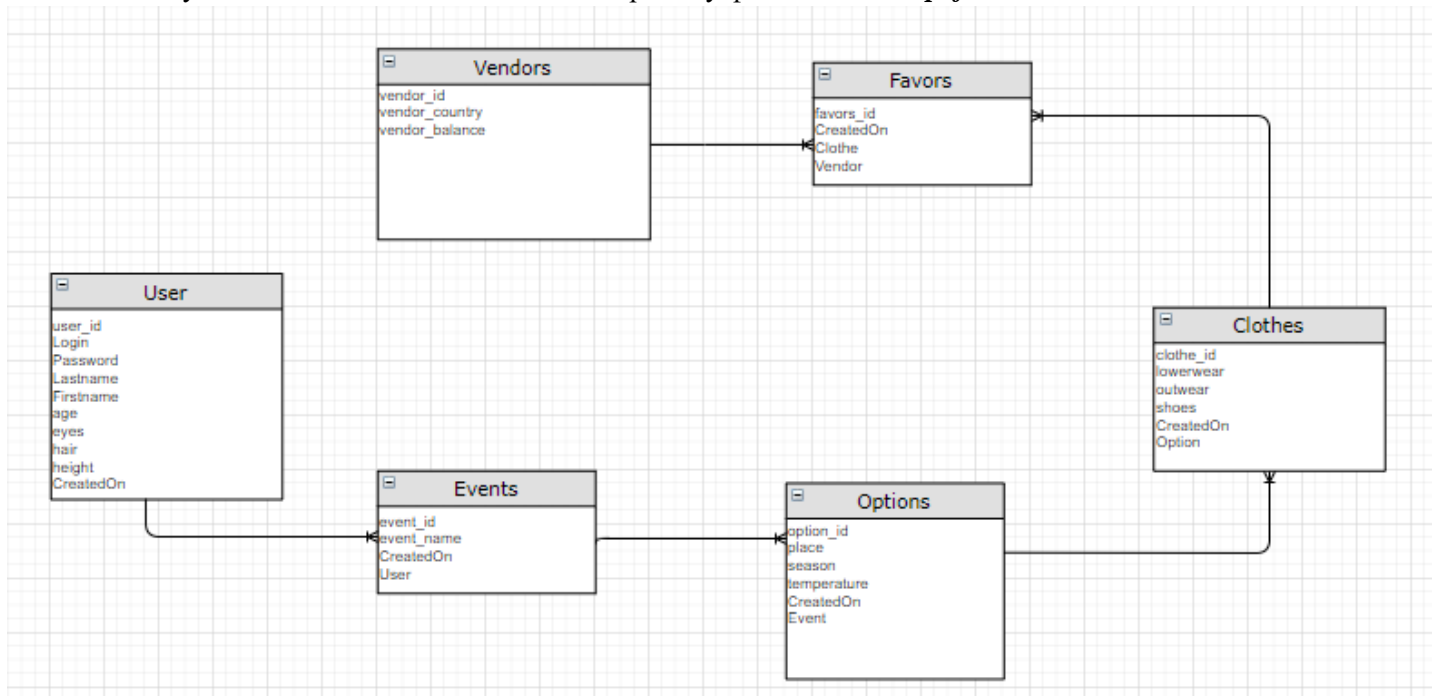 Vendors
vendor_id
vendor_country
vendor_balance
Favors
favors_id
CreatedOn
Clothe
Vendor
User
user_id
Login
Password
Lastname
Firstname
age
eyes
hair
height
CreatedOn
Clothes
clothe_id
lowerwear
outwear
shoes
CreatedOn
Option
Events
event_id
event_name
CreatedOn
User
Options
option_id
place
season
temperature
CreatedOn
Event